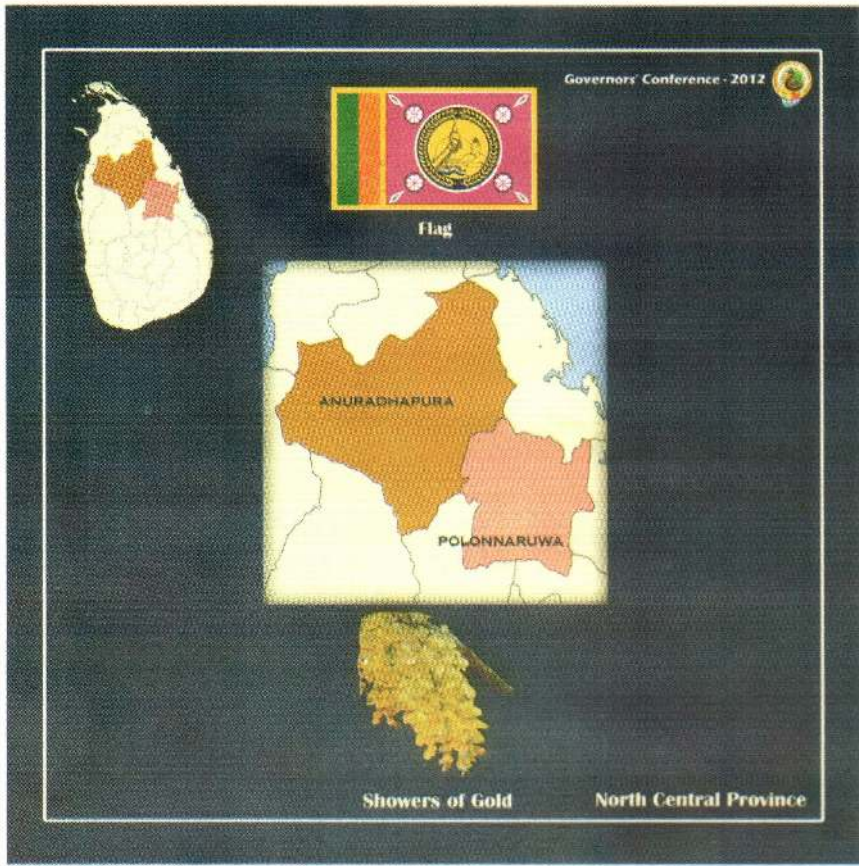 Governors' Conference - 2012
Flag
ANURADHAPURA
POLONNARUWA
Showers of Gold
North Central Province